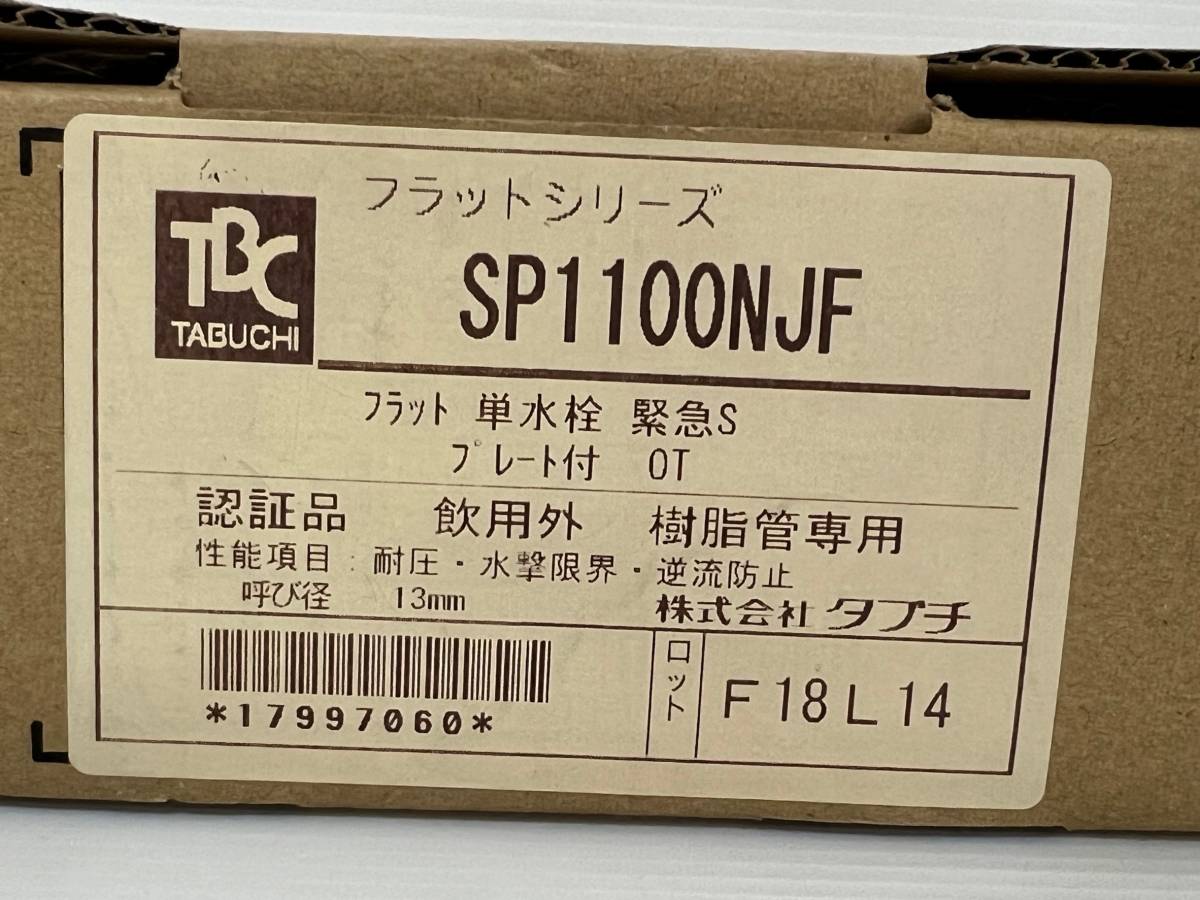 TBC
TABUCHI
フラットシリーズ
SP1100NJF
フラット 単水栓 緊急S
プレート付 OT
認証品 飲用外 樹脂管専用
性能項目:耐圧・水撃限界・逆流防止
呼び径 13mm
株式会社 タブチ
*17997060*
ロット
F18L14